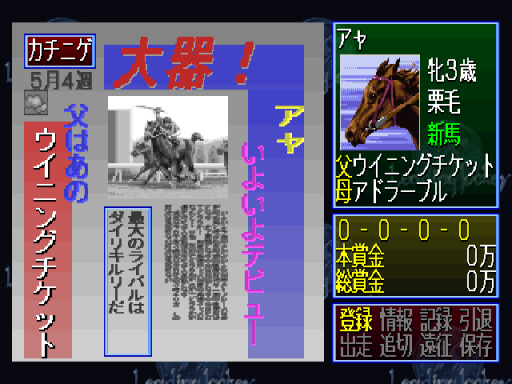 カチニゲ
5月4週
大器!
アヤ
いよいよデビュー
父はあの
ウイニングチケット
最大のライバルは
ダイリキルリーだ
アヤ
牝3歳
栗毛
新馬
父ウイニングチケット
母アドラーブル
0-0-0-0
本賞金 0万
総賞金 0万
登録 情報 記録 引退
出走 追切 遠征 保存
Leading Jockey